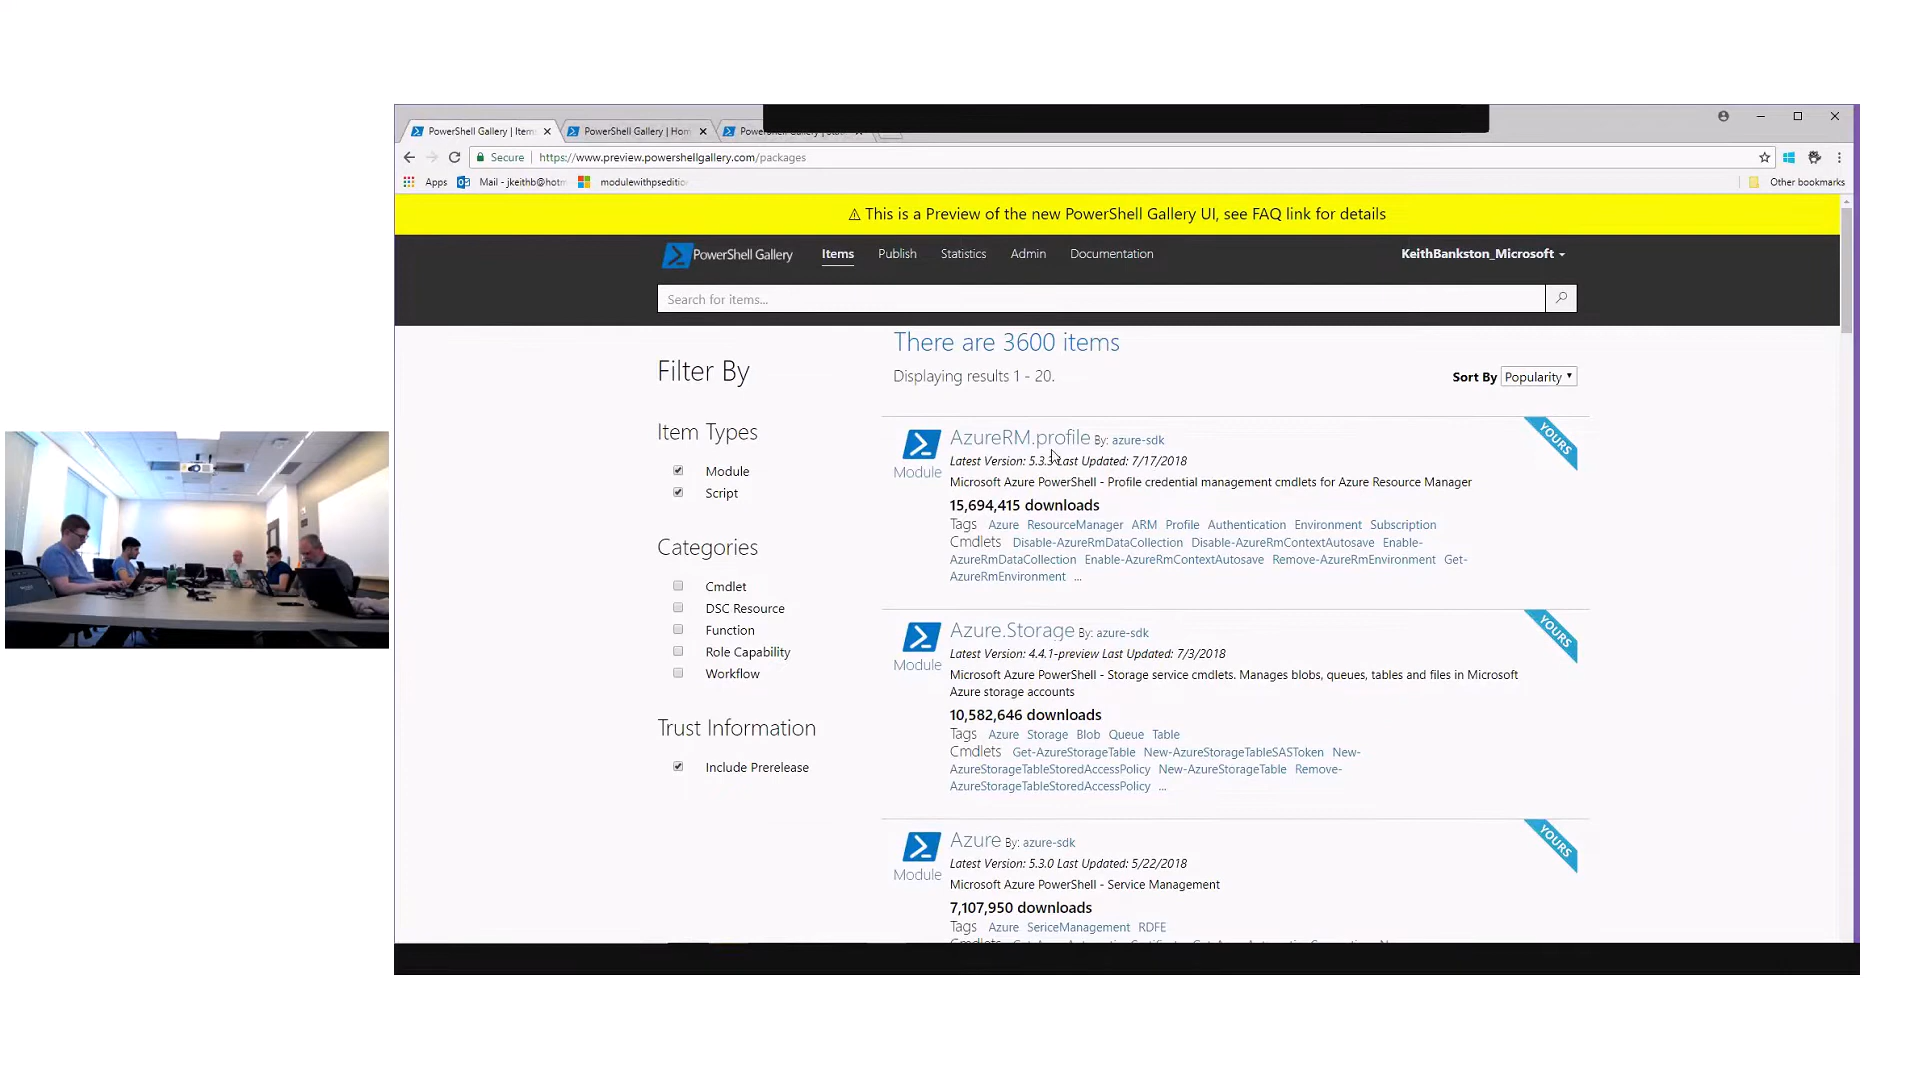 PowerShell Gallery | Item
PowerShell Gallery | Hom
PowerShell Gallery | Stati
Secure https://www.preview.powershellgallery.com/packages
Apps Mail - jkeithb@hotm modulewithpseditio Other bookmarks
⚠ This is a Preview of the new PowerShell Gallery UI, see FAQ link for details
PowerShell Gallery Items Publish Statistics Admin Documentation KeithBankston_Microsoft
Search for items...
There are 3600 items
Displaying results 1 - 20.
Sort By Popularity
Filter By
Item Types
Module
Script
Categories
Cmdlet
DSC Resource
Function
Role Capability
Workflow
Trust Information
Include Prerelease
AzureRM.profile By: azure-sdk
YOURS
Module
Latest Version: 5.3.3 Last Updated: 7/17/2018
Microsoft Azure PowerShell - Profile credential management cmdlets for Azure Resource Manager
15,694,415 downloads
Tags Azure ResourceManager ARM Profile Authentication Environment Subscription
Cmdlets Disable-AzureRmDataCollection Disable-AzureRmContextAutosave Enable-
AzureRmDataCollection Enable-AzureRmContextAutosave Remove-AzureRmEnvironment Get-
AzureRmEnvironment ...
Azure.Storage By: azure-sdk
YOURS
Module
Latest Version: 4.4.1-preview Last Updated: 7/3/2018
Microsoft Azure PowerShell - Storage service cmdlets. Manages blobs, queues, tables and files in Microsoft
Azure storage accounts
10,582,646 downloads
Tags Azure Storage Blob Queue Table
Cmdlets Get-AzureStorageTable New-AzureStorageTableSASToken New-
AzureStorageTableStoredAccessPolicy New-AzureStorageTable Remove-
AzureStorageTableStoredAccessPolicy ...
Azure By: azure-sdk
YOURS
Module
Latest Version: 5.3.0 Last Updated: 5/22/2018
Microsoft Azure PowerShell - Service Management
7,107,950 downloads
Tags Azure SericeManagement RDFE